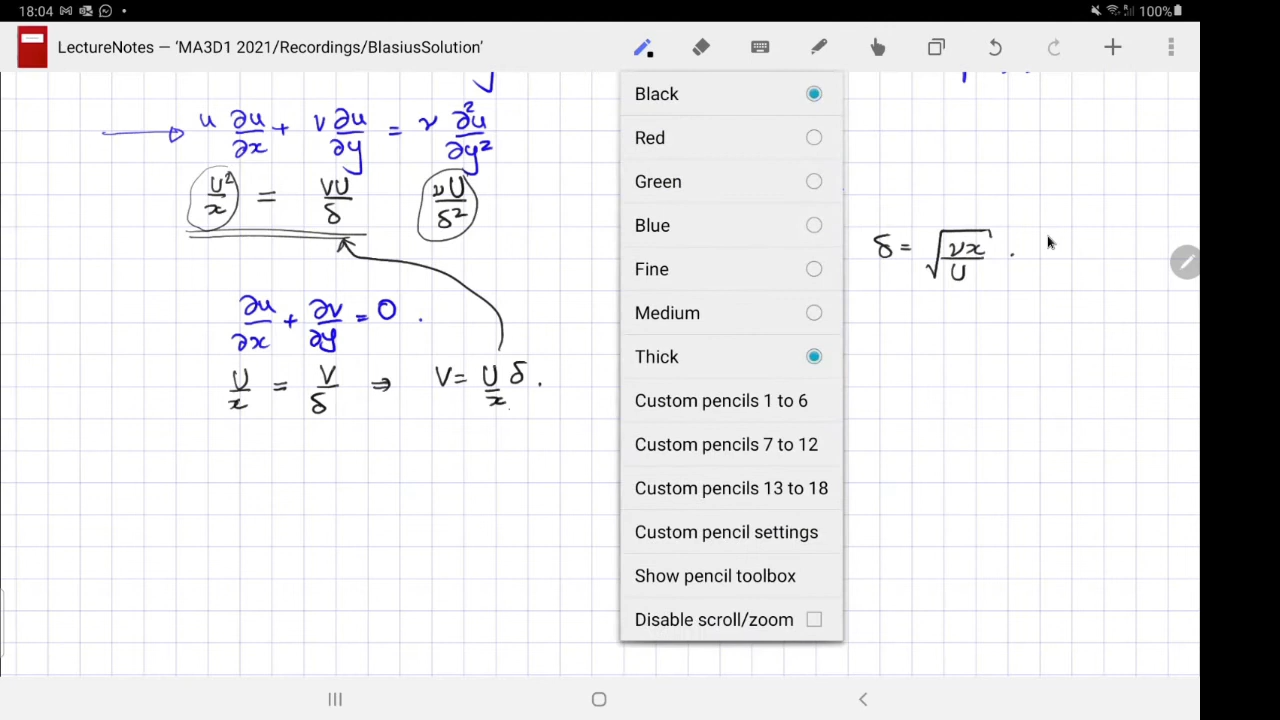 18:04 100%
LectureNotes — ‘MA3D1 2021/Recordings/BlasiusSolution’
u ∂u/∂x + v ∂u/∂y = ν ∂²u/∂y²
U²/x = VU/δ νU/δ²
∂u/∂x + ∂v/∂y = 0 .
U/x = V/δ ⇒ V = U/x δ .
Black
Red
Green
Blue
Fine
Medium
Thick
Custom pencils 1 to 6
Custom pencils 7 to 12
Custom pencils 13 to 18
Custom pencil settings
Show pencil toolbox
Disable scroll/zoom
δ = √(νx/U) .